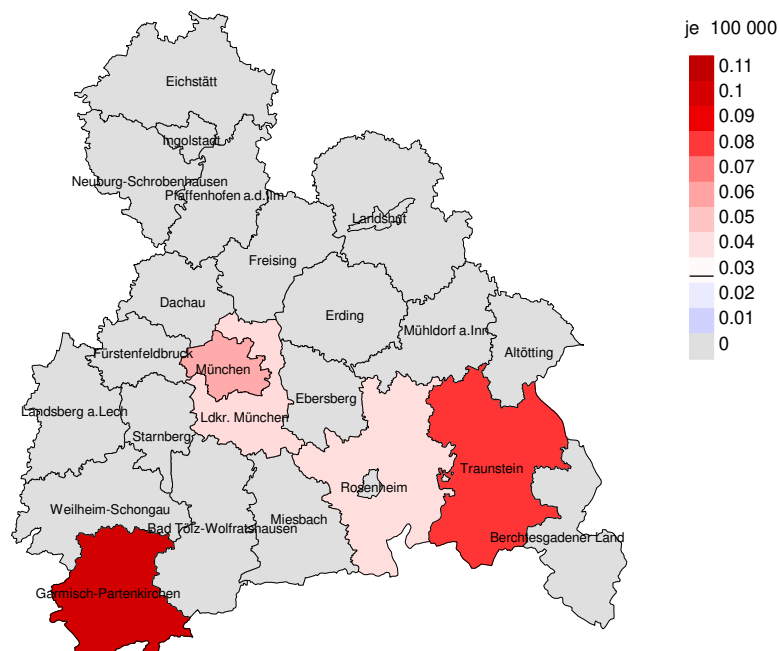 je 100 000
0.11
0.1
0.09
0.08
0.07
0.06
0.05
0.04
0.03
0.02
0.01
0
Eichstätt
Ingolstadt
Neuburg-Schrobenhausen
Pfaffenhofen a.d.Ilm
Landshut
Freising
Dachau
Erding
Mühldorf a.Inn
Altötting
Fürstenfeldbruck
München
Ebersberg
Landsberg a.Lech
Ldkr. München
Starnberg
Traunstein
Rosenheim
Weilheim-Schongau
Miesbach
Bad Tölz-Wolfratshausen
Berchtesgadener Land
Garmisch-Partenkirchen